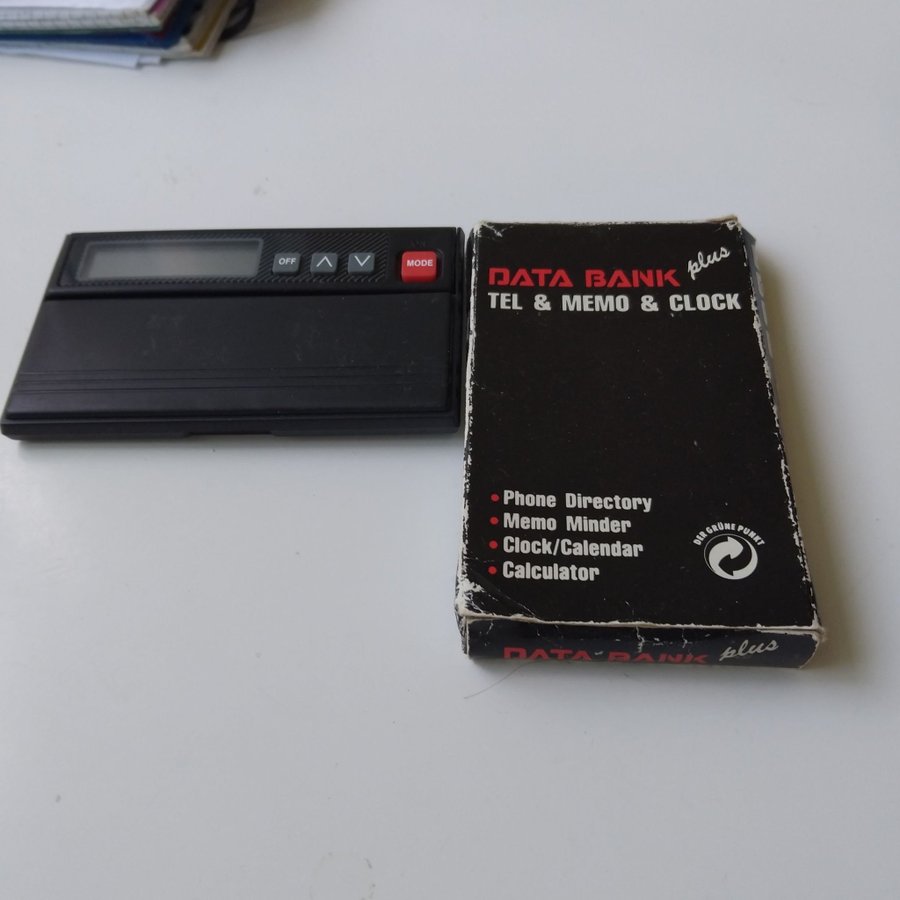 OFF
MODE
DATA BANK plus
TEL & MEMO & CLOCK
• Phone Directory
• Memo Minder
• Clock/Calendar
• Calculator
DER GRÜNE PUNKT
DATA BANK plus